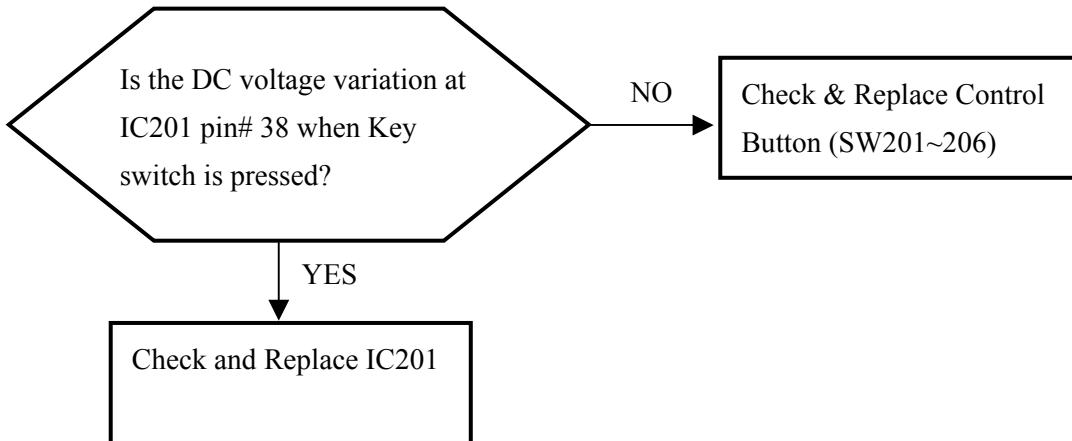 Is the DC voltage variation at
IC201 pin# 38 when Key
switch is pressed?
NO
Check & Replace Control
Button (SW201~206)
YES
Check and Replace IC201